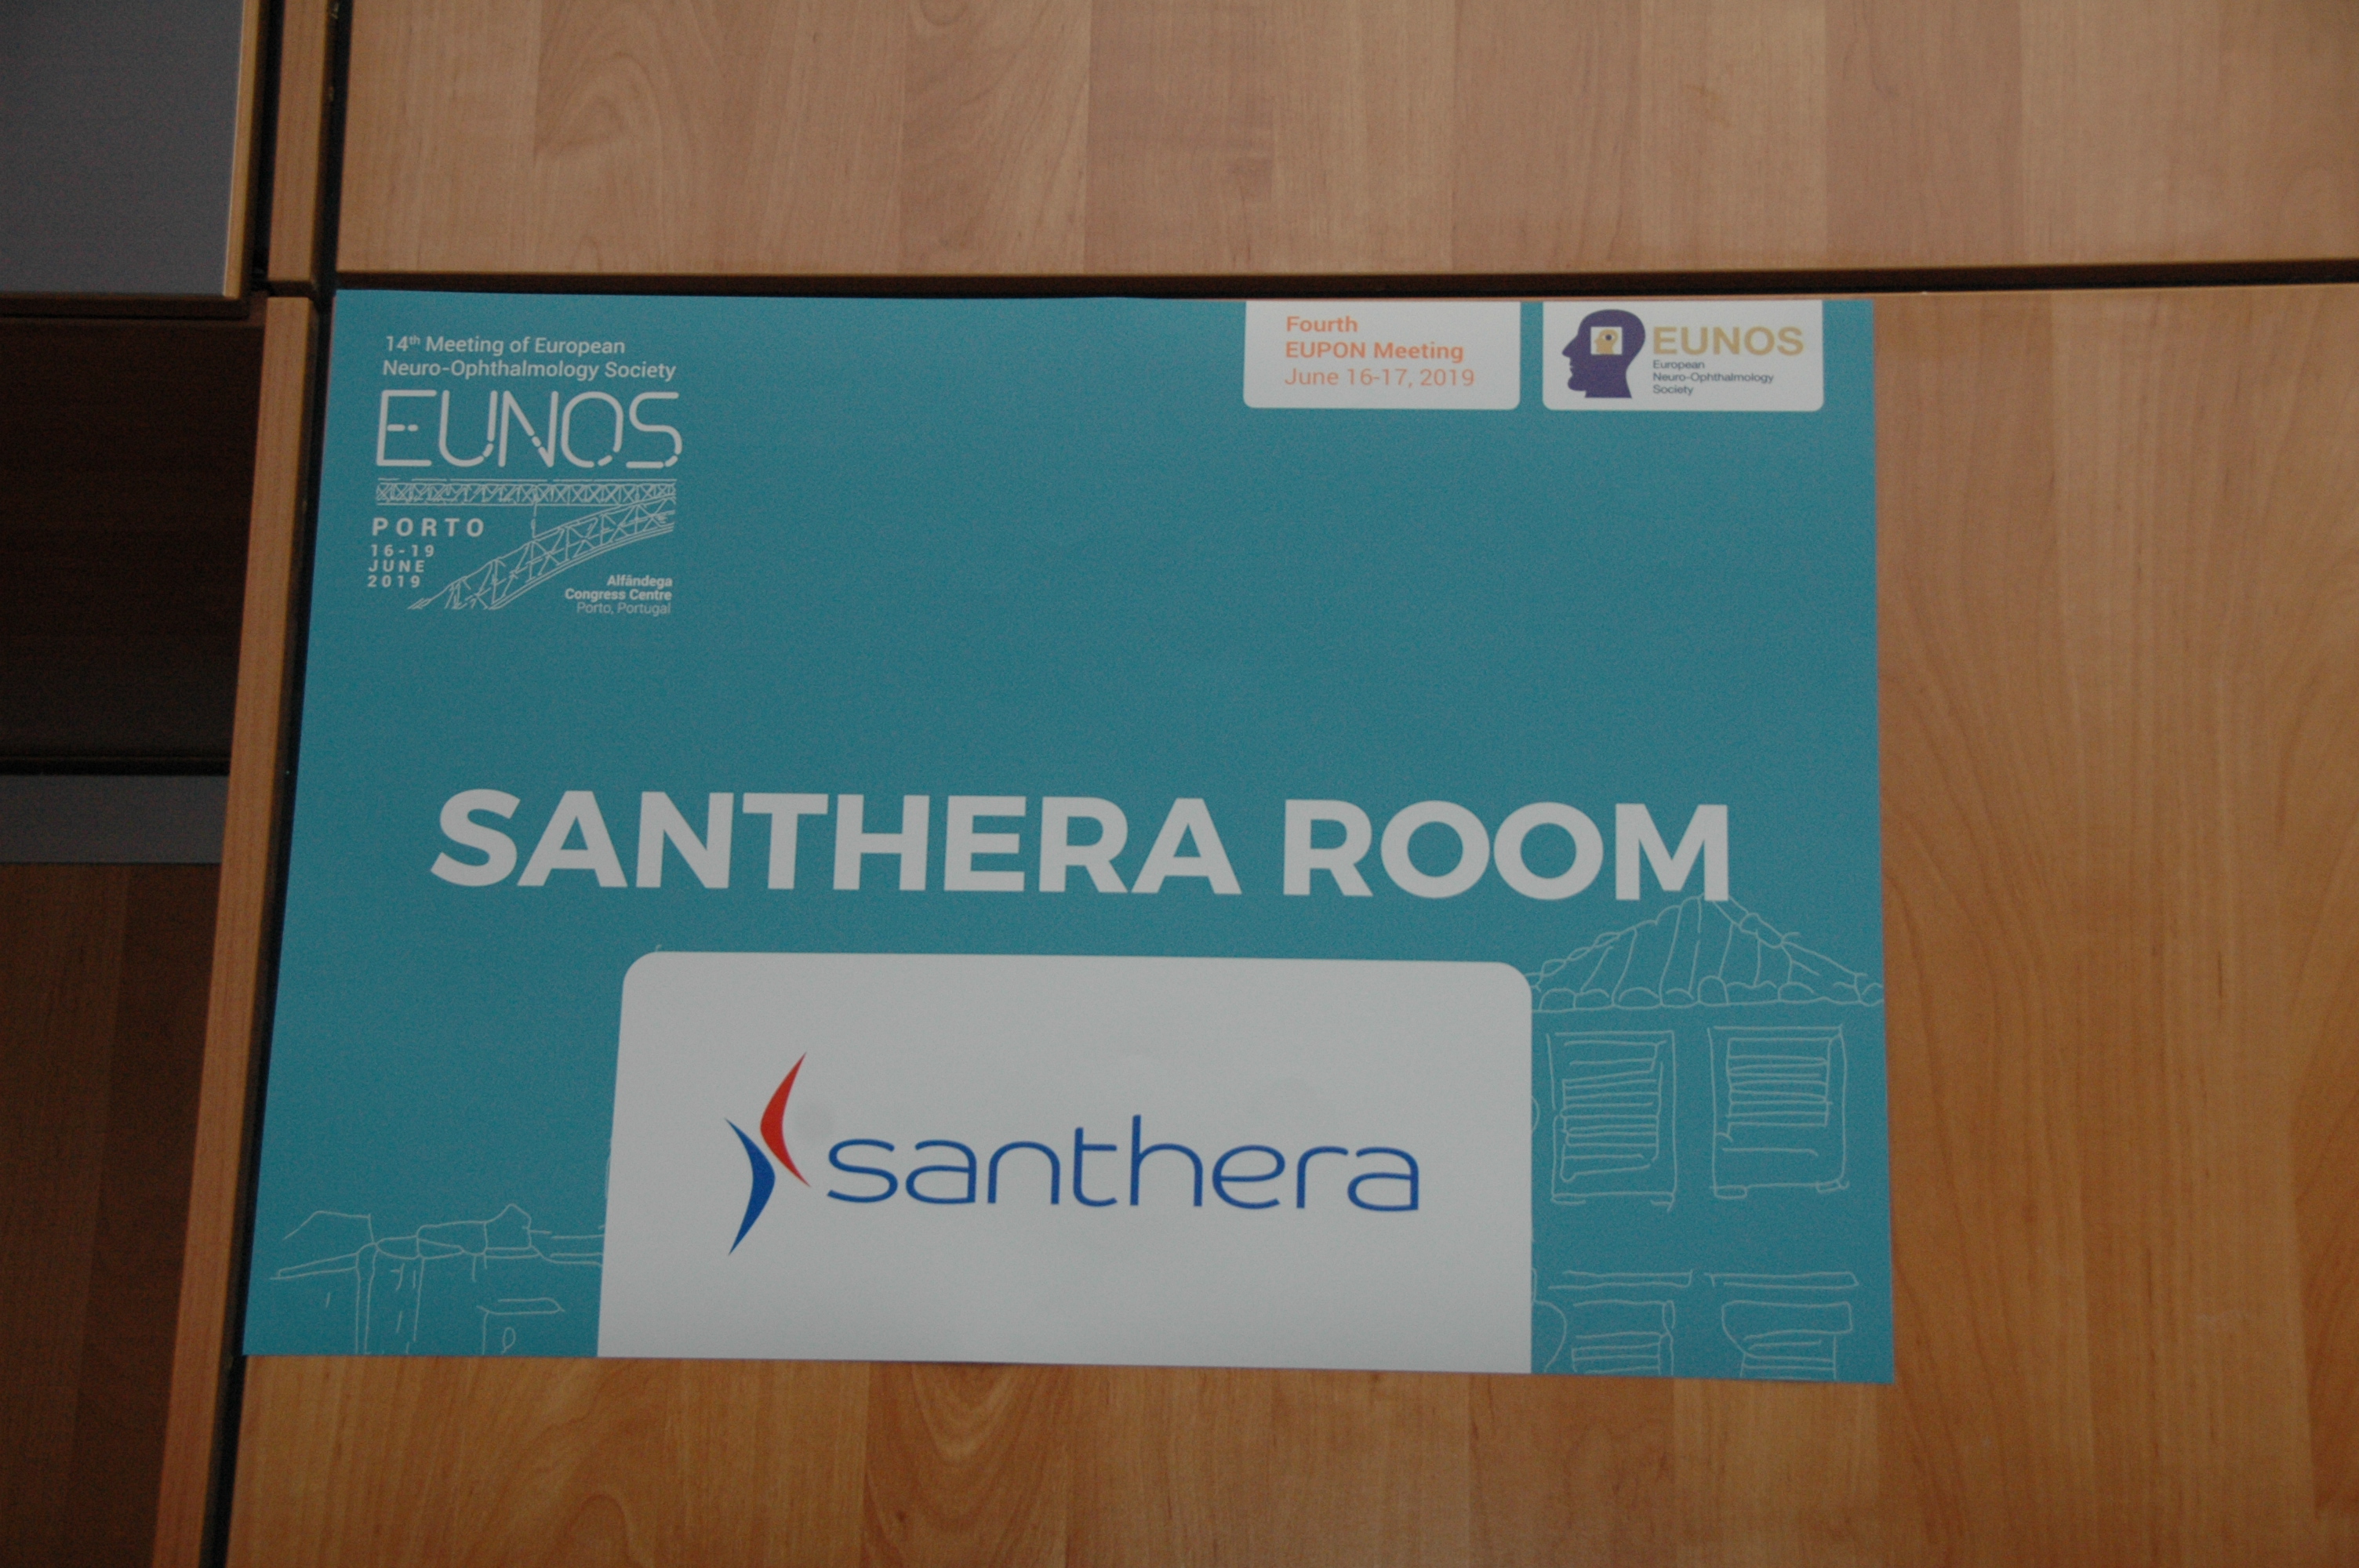 14th Meeting of European
Neuro-Ophthalmology Society
EUNOS
PORTO
16-19
JUNE
2019
Alfândega
Congress Centre
Porto, Portugal
Fourth
EUPON Meeting
June 16-17, 2019
EUNOS
European
Neuro-Ophthalmology
Society
SANTHERA ROOM
santhera